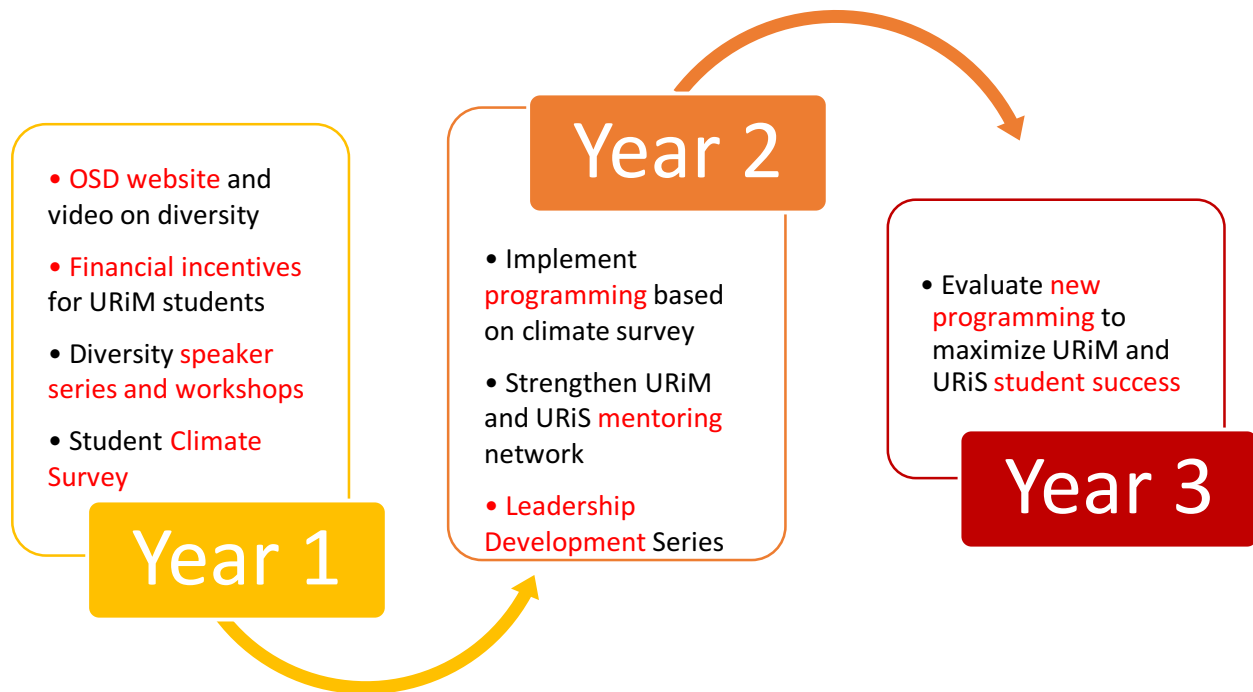 • OSD website and
video on diversity
• Financial incentives
for URiM students
• Diversity speaker
series and workshops
• Student Climate
Survey
Year 1
Year 2
• Implement
programming based
on climate survey
• Strengthen URiM
and URiS mentoring
network
• Leadership
Development Series
• Evaluate new
programming to
maximize URiM and
URiS student success
Year 3